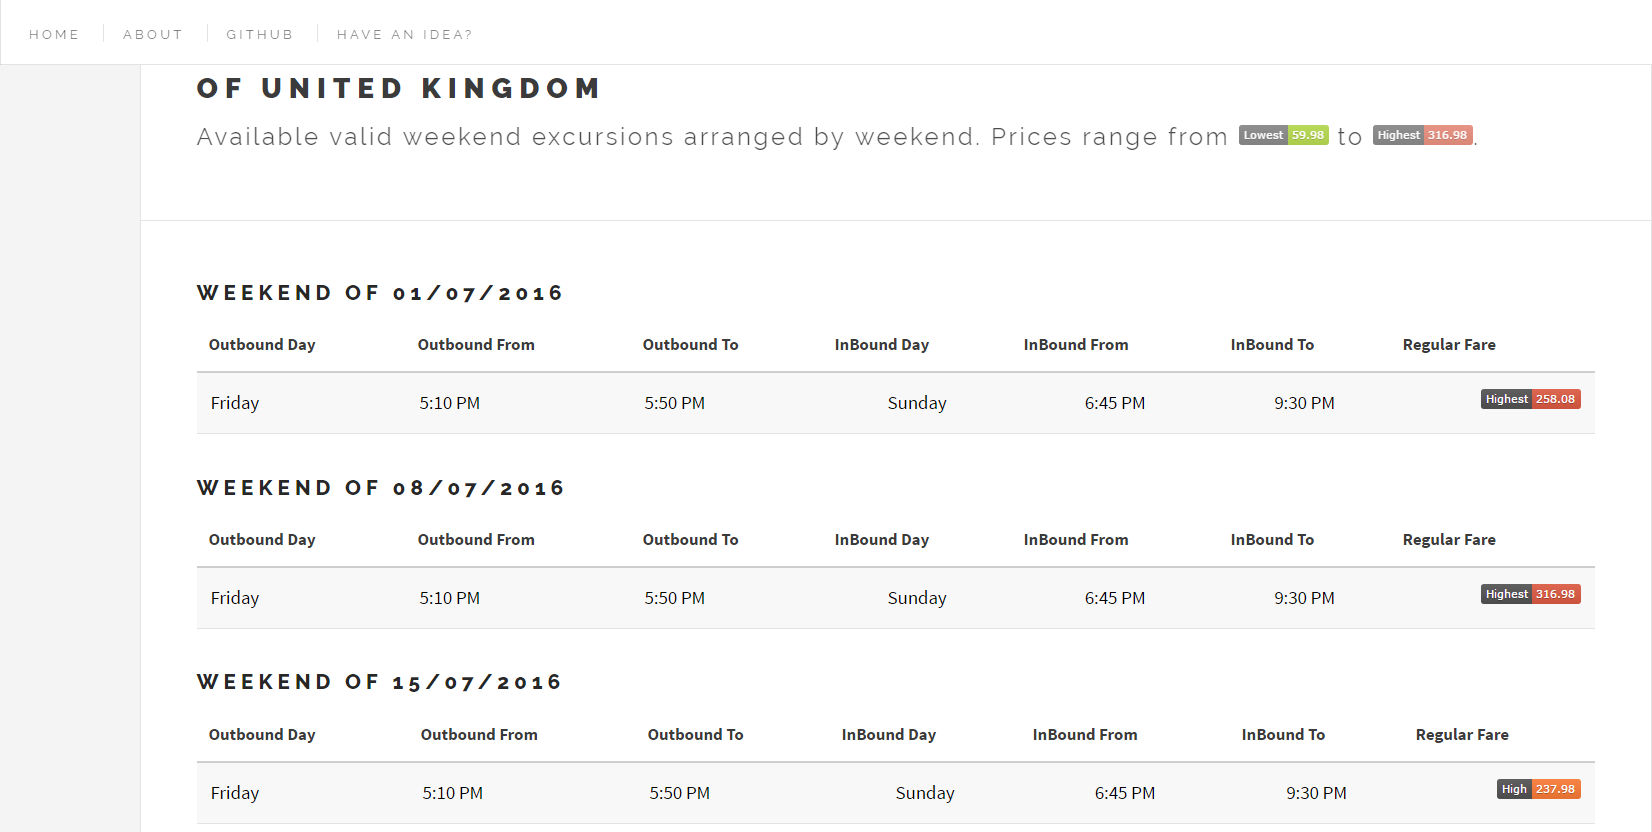 HOME ABOUT GITHUB HAVE AN IDEA?
OF UNITED KINGDOM
Available valid weekend excursions arranged by weekend. Prices range from Lowest 59.98 to Highest 316.98.
WEEKEND OF 01/07/2016
Outbound Day Outbound From Outbound To InBound Day InBound From InBound To Regular Fare
Friday 5:10 PM 5:50 PM Sunday 6:45 PM 9:30 PM Highest 258.08
WEEKEND OF 08/07/2016
Outbound Day Outbound From Outbound To InBound Day InBound From InBound To Regular Fare
Friday 5:10 PM 5:50 PM Sunday 6:45 PM 9:30 PM Highest 316.98
WEEKEND OF 15/07/2016
Outbound Day Outbound From Outbound To InBound Day InBound From InBound To Regular Fare
Friday 5:10 PM 5:50 PM Sunday 6:45 PM 9:30 PM High 237.98